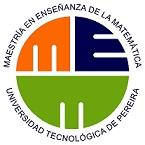 MAESTRÍA EN ENSEÑANZA DE LA MATEMÁTICA
mEm
UNIVERSIDAD TECNOLÓGICA DE PEREIRA